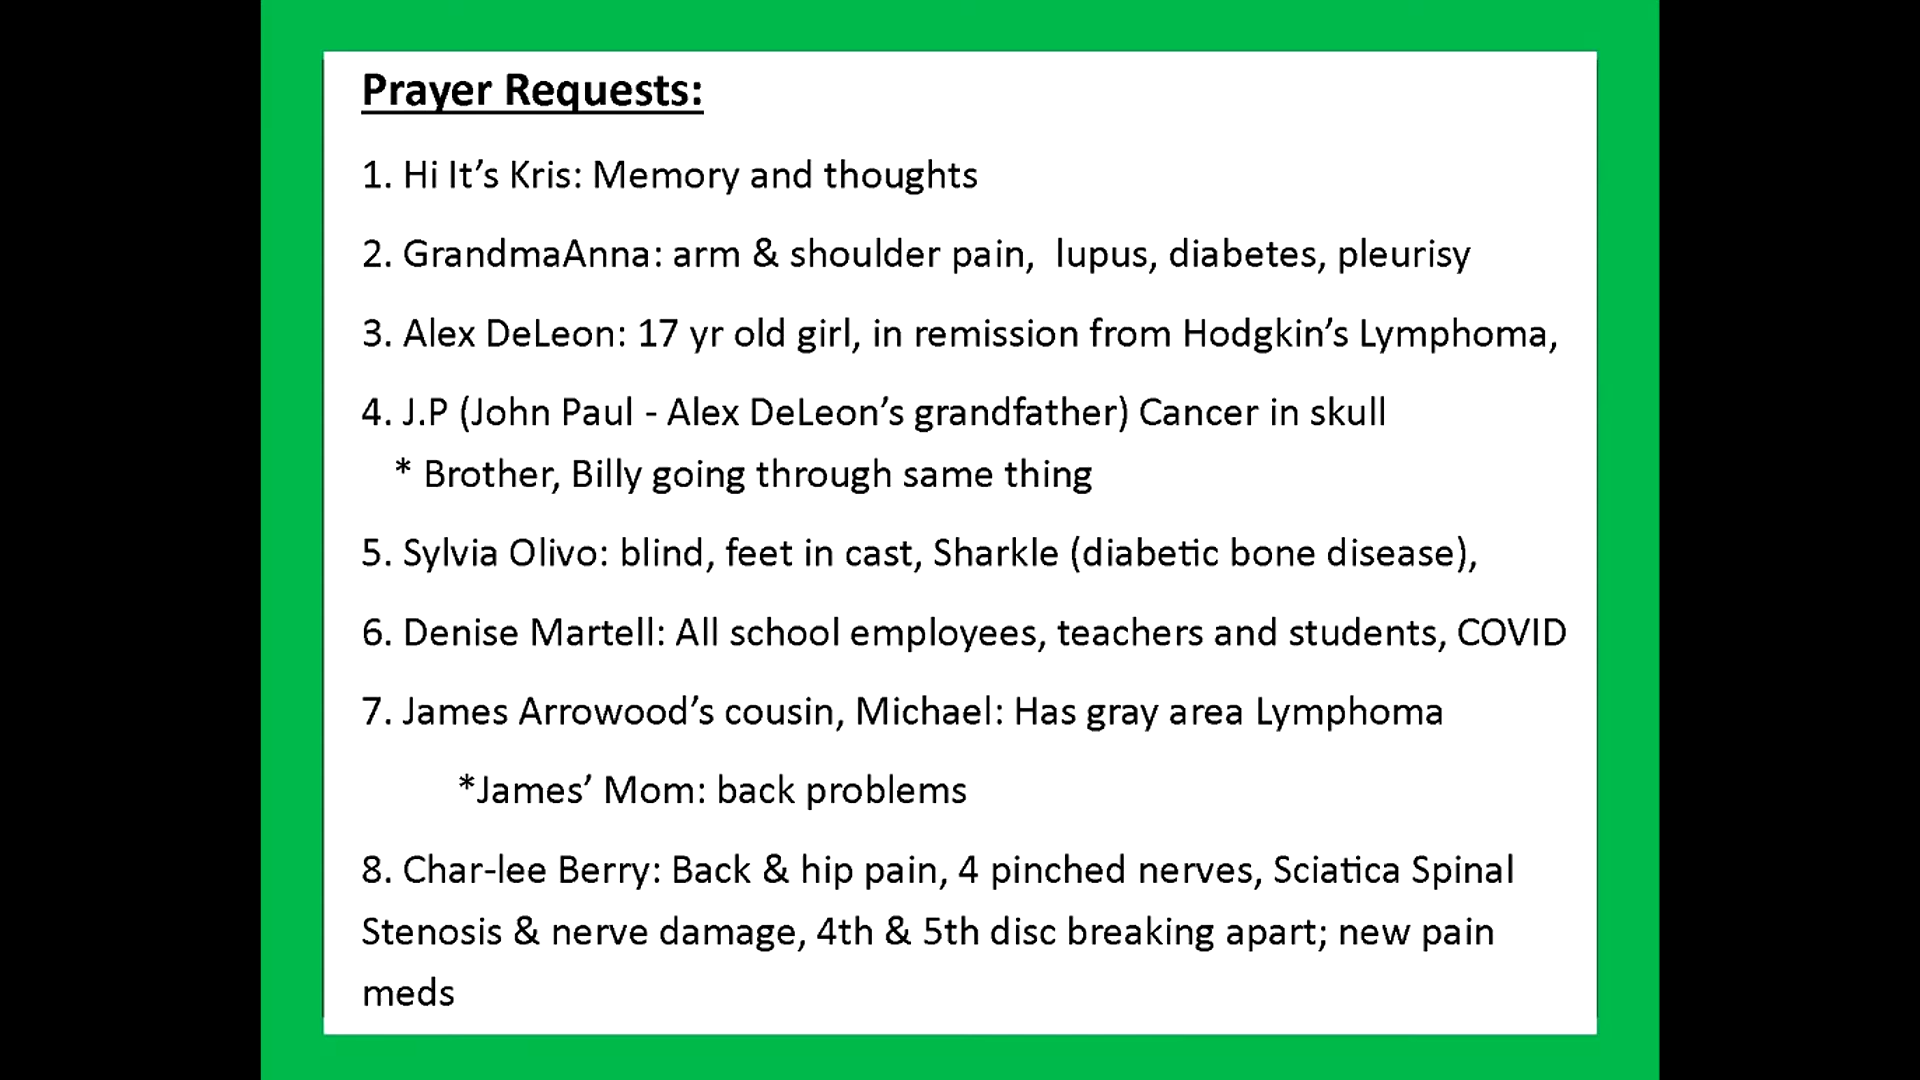 Prayer Requests:
1. Hi It’s Kris: Memory and thoughts
2. GrandmaAnna: arm & shoulder pain,  lupus, diabetes, pleurisy
3. Alex DeLeon: 17 yr old girl, in remission from Hodgkin’s Lymphoma,
4. J.P (John Paul - Alex DeLeon’s grandfather) Cancer in skull
* Brother, Billy going through same thing
5. Sylvia Olivo: blind, feet in cast, Sharkle (diabetic bone disease),
6. Denise Martell: All school employees, teachers and students, COVID
7. James Arrowood’s cousin, Michael: Has gray area Lymphoma
*James’ Mom: back problems
8. Char-lee Berry: Back & hip pain, 4 pinched nerves, Sciatica Spinal
Stenosis & nerve damage, 4th & 5th disc breaking apart; new pain
meds